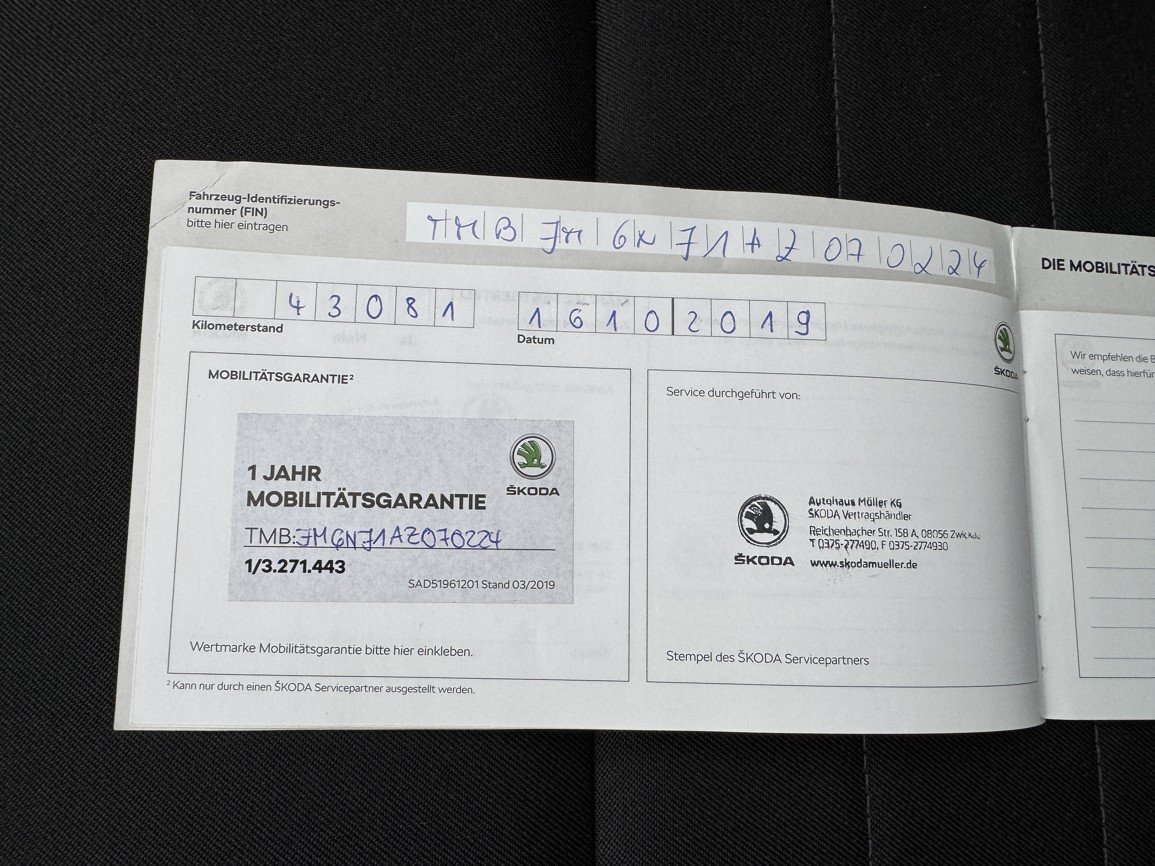 Fahrzeug-Identifizierungs-
nummer (FIN)
bitte hier eintragen
TMBJM6NJ1AZ070224
43081
Kilometerstand
16102019
Datum
MOBILITÄTSGARANTIE²
1 JAHR
MOBILITÄTSGARANTIE
ŠKODA
TMB:JM6NJ1AZ070224
1/3.271.443
SAD51961201 Stand 03/2019
Wertmarke Mobilitätsgarantie bitte hier einkleben.
² Kann nur durch einen ŠKODA Servicepartner ausgestellt werden.
ŠKODA
Service durchgeführt von:
ŠKODA
Autohaus Müller KG
ŠKODA Vertragshändler
Reichenbacher Str. 158 A, 08056 Zwickau
T 0375-277490, F 0375-2774930
www.skodamueller.de
Stempel des ŠKODA Servicepartners
DIE MOBILITÄTS
Wir empfehlen die B
weisen, dass hierfür